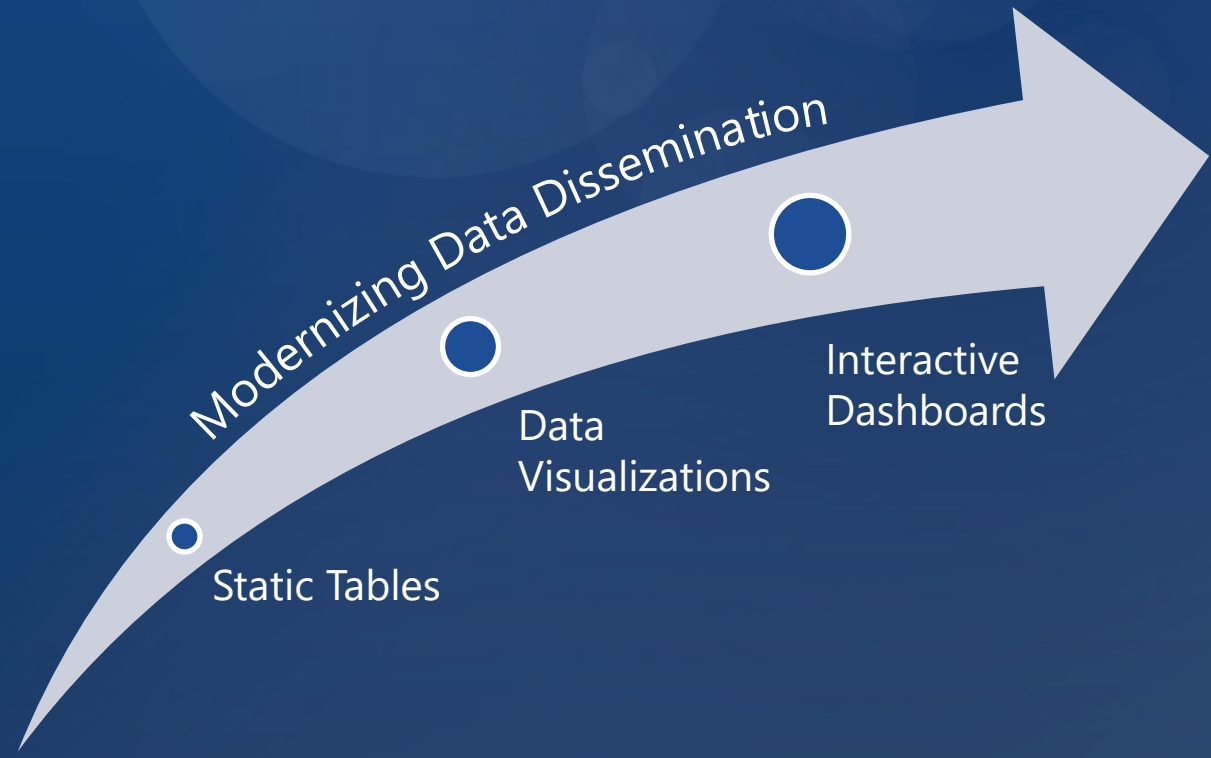 Modernizing Data Dissemination
Static Tables
Data
Visualizations
Interactive
Dashboards